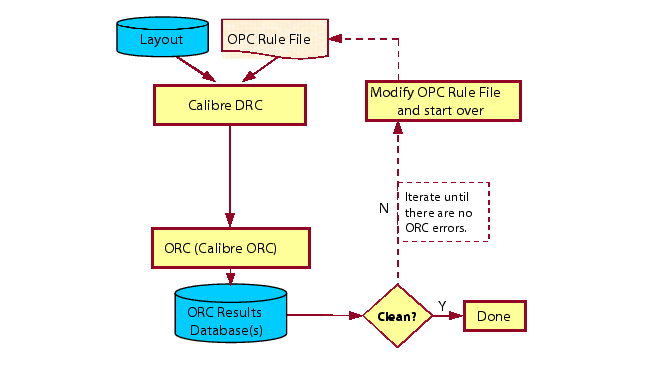 Layout
OPC Rule File
Calibre DRC
Modify OPC Rule File
and start over
N
Iterate until
there are no
ORC errors.
ORC (Calibre ORC)
ORC Results
Database(s)
Clean?
Y
Done